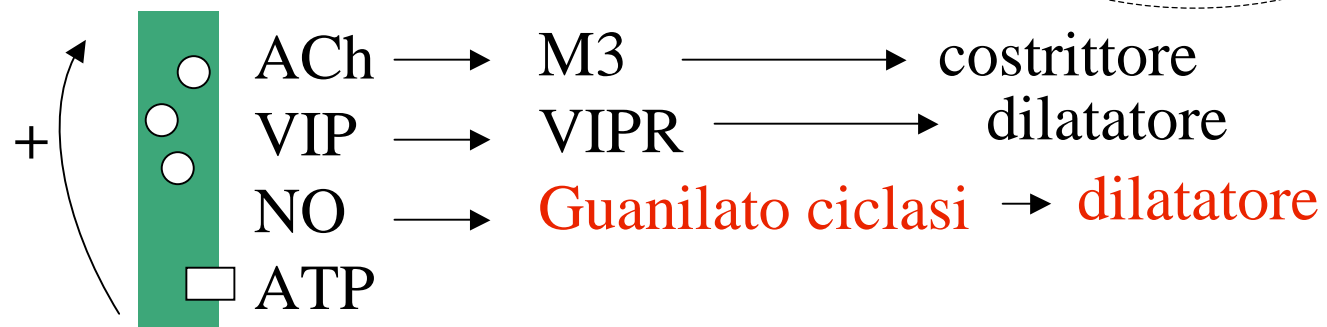 ACh → M3 → costrittore
VIP → VIPR → dilatatore
+
NO → Guanilato ciclasi → dilatatore
ATP